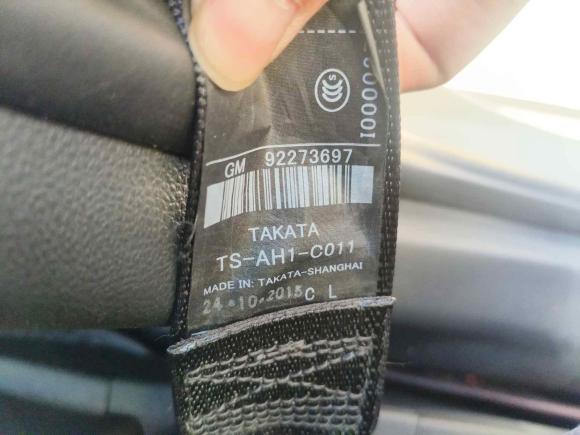 GM 92273697
TAKATA
TS-AH1-C011
MADE IN: TAKATA-SHANGHAI
24-10-2015 C L